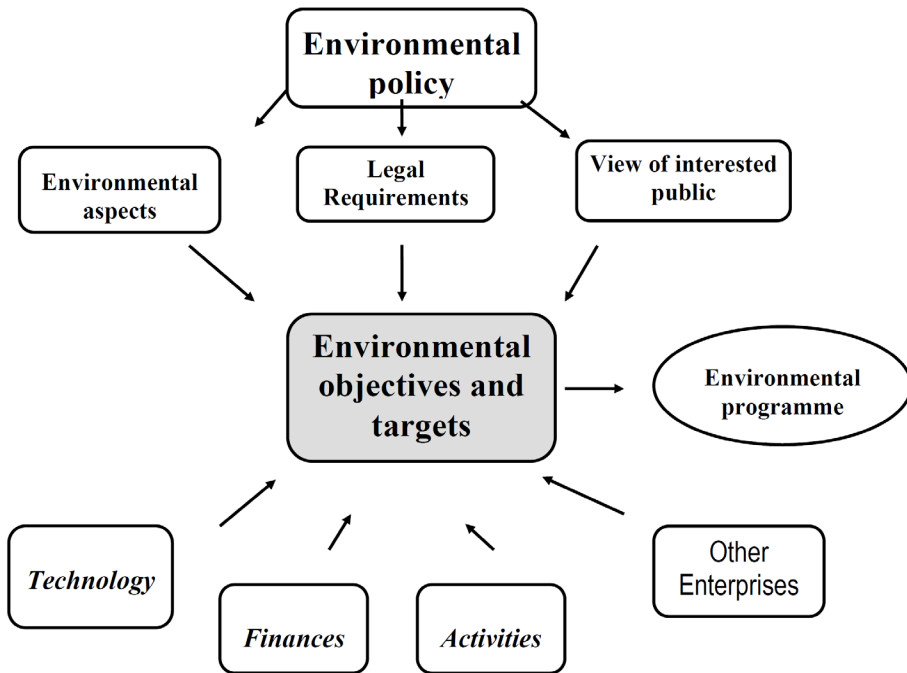 Environmental
policy
Environmental
aspects
Legal
Requirements
View of interested
public
Environmental
objectives and
targets
Environmental
programme
Technology
Finances
Activities
Other
Enterprises